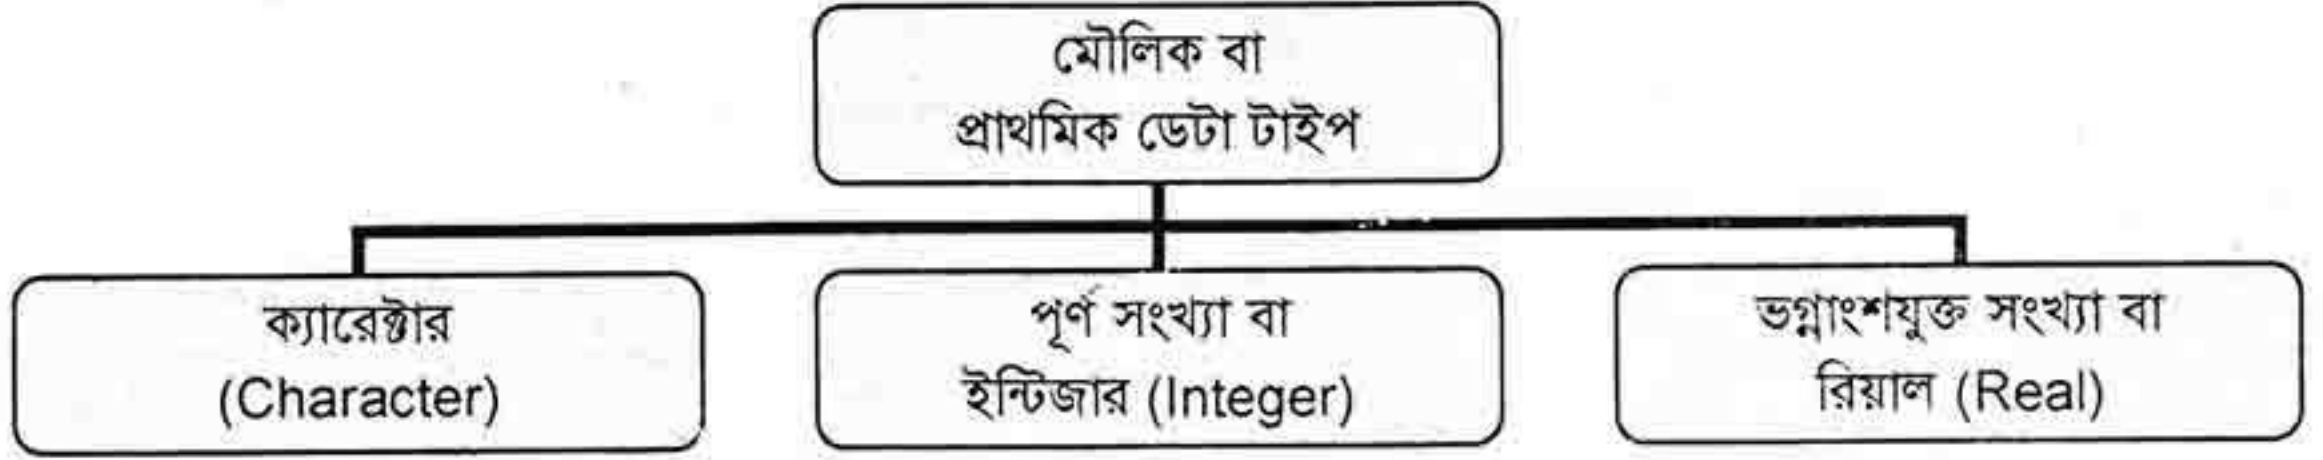 মৌলিক বা
প্রাথমিক ডেটা টাইপ
ক্যারেক্টার
(Character)
পূর্ণ সংখ্যা বা
ইন্টিজার (Integer)
ভগ্নাংশযুক্ত সংখ্যা বা
রিয়াল (Real)